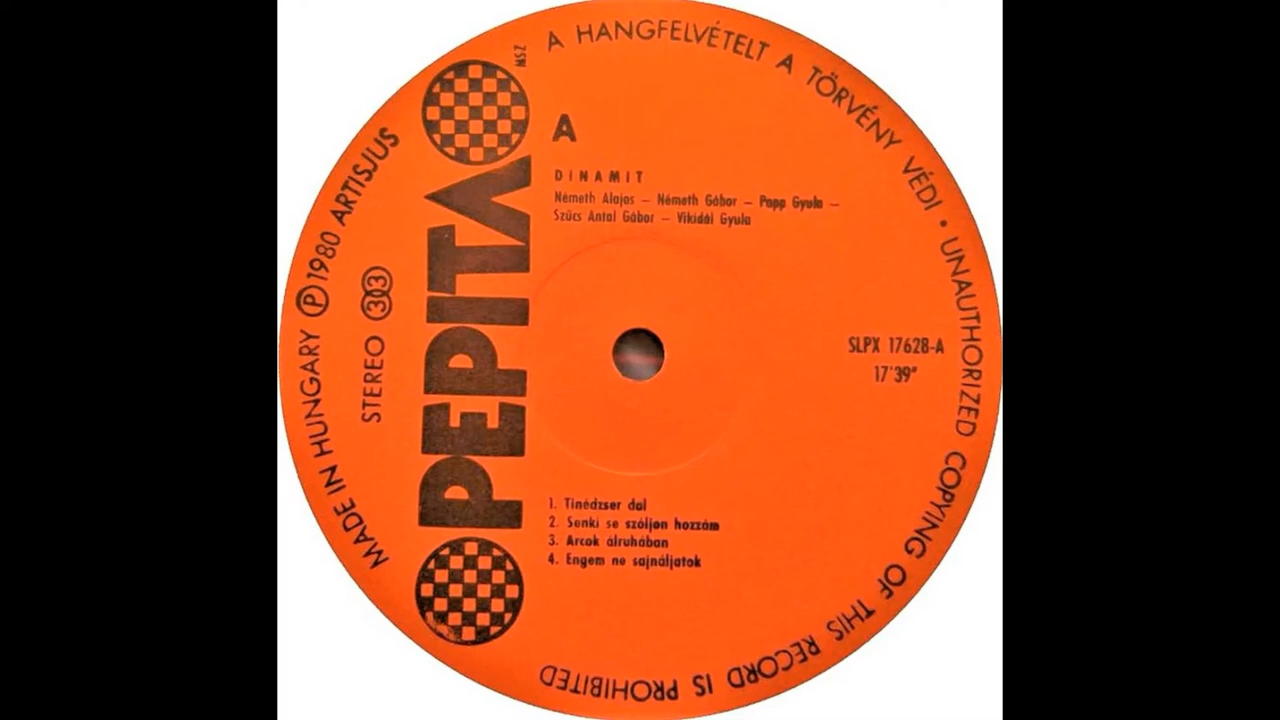 A HANGFELVÉTELT A TÖRVÉNY VÉDI • UNAUTHORIZED COPYING OF THIS RECORD IS PROHIBITED
MADE IN HUNGARY Ⓟ 1980 ARTISJUS
STEREO 33
PEPITA
MSZ
A
DINAMIT
Németh Alajos – Németh Gábor – Papp Gyula –
Szűcs Antal Gábor – Vikidál Gyula
SLPX 17628-A
17'39"
1. Tinédzser dal
2. Senki se szóljon hozzám
3. Arcok álruhában
4. Engem ne sajnáljatok